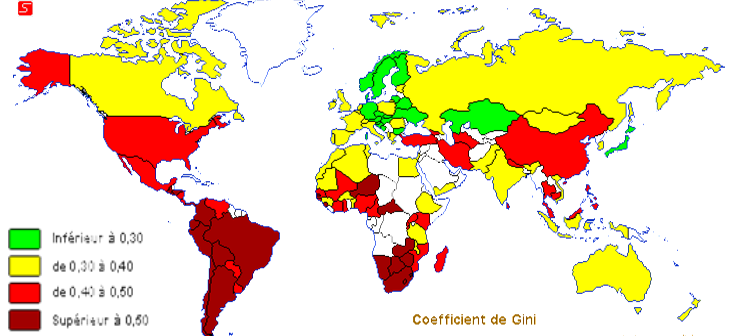 S
Inférieur à 0,30
de 0,30 à 0,40
de 0,40 à 0,50
Supérieur à 0,50
Coefficient de Gini